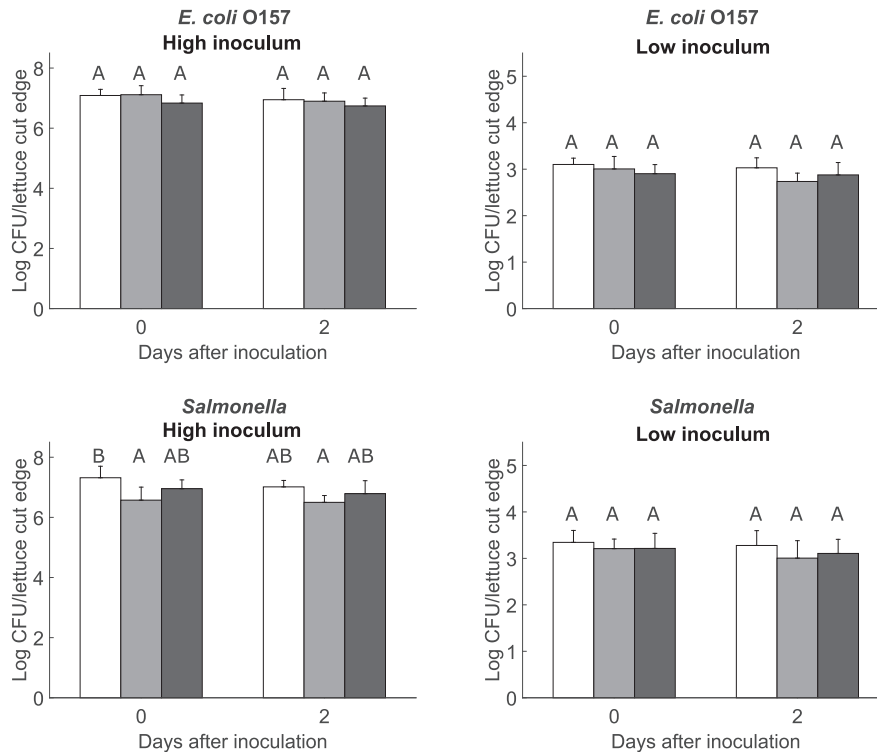 E. coli O157
High inoculum
Log CFU/lettuce cut edge
8
6
4
2
0
A A A
A A A
0
2
Days after inoculation
E. coli O157
Low inoculum
Log CFU/lettuce cut edge
5
4
3
2
1
0
A A A
A A A
0
2
Days after inoculation
Salmonella
High inoculum
Log CFU/lettuce cut edge
8
6
4
2
0
B A AB
AB A AB
0
2
Days after inoculation
Salmonella
Low inoculum
Log CFU/lettuce cut edge
5
4
3
2
1
0
A A A
A A A
0
2
Days after inoculation